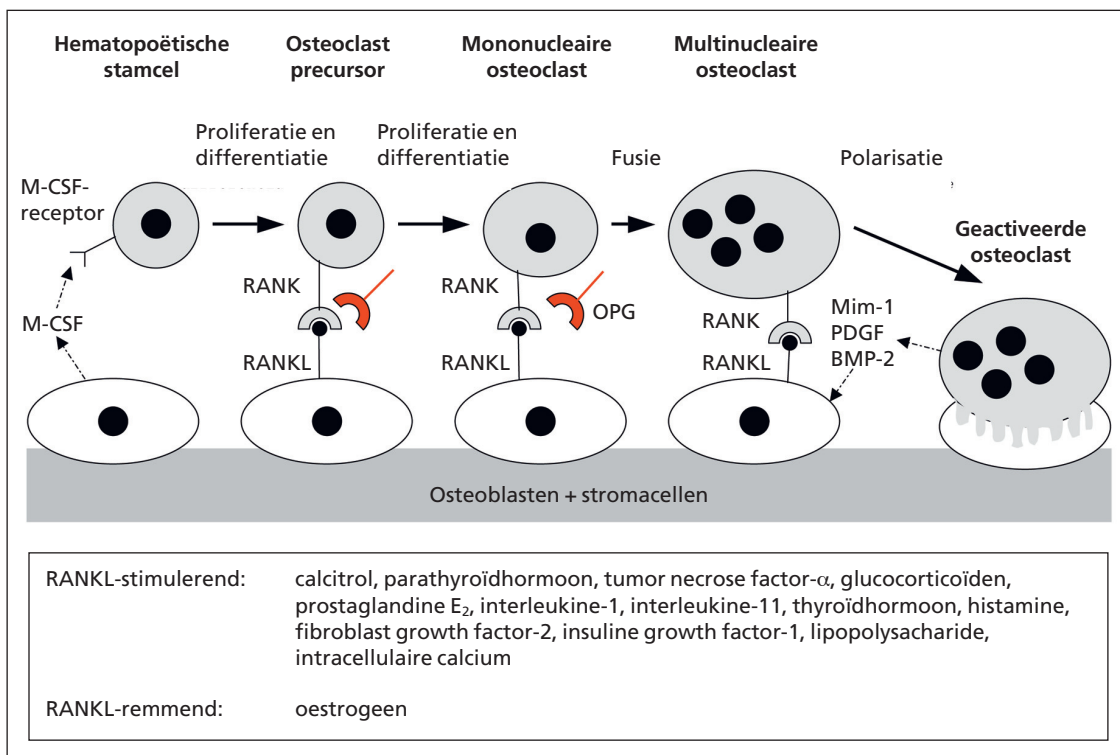 Hematopoëtische
stamcel
Osteoclast
precursor
Mononucleaire
osteoclast
Multinucleaire
osteoclast
Proliferatie en
differentiatie
Proliferatie en
differentiatie
Fusie
Polarisatie
M-CSF-
receptor
Geactiveerde
osteoclast
RANK
RANK
OPG
RANK
Mim-1
PDGF
BMP-2
M-CSF
RANKL
RANKL
RANKL
Osteoblasten + stromacellen
RANKL-stimulerend: calcitrol, parathyroïdhormoon, tumor necrose factor-α, glucocorticoïden,
prostaglandine E₂, interleukine-1, interleukine-11, thyroïdhormoon, histamine,
fibroblast growth factor-2, insuline growth factor-1, lipopolysacharide,
intracellulaire calcium
RANKL-remmend: oestrogeen